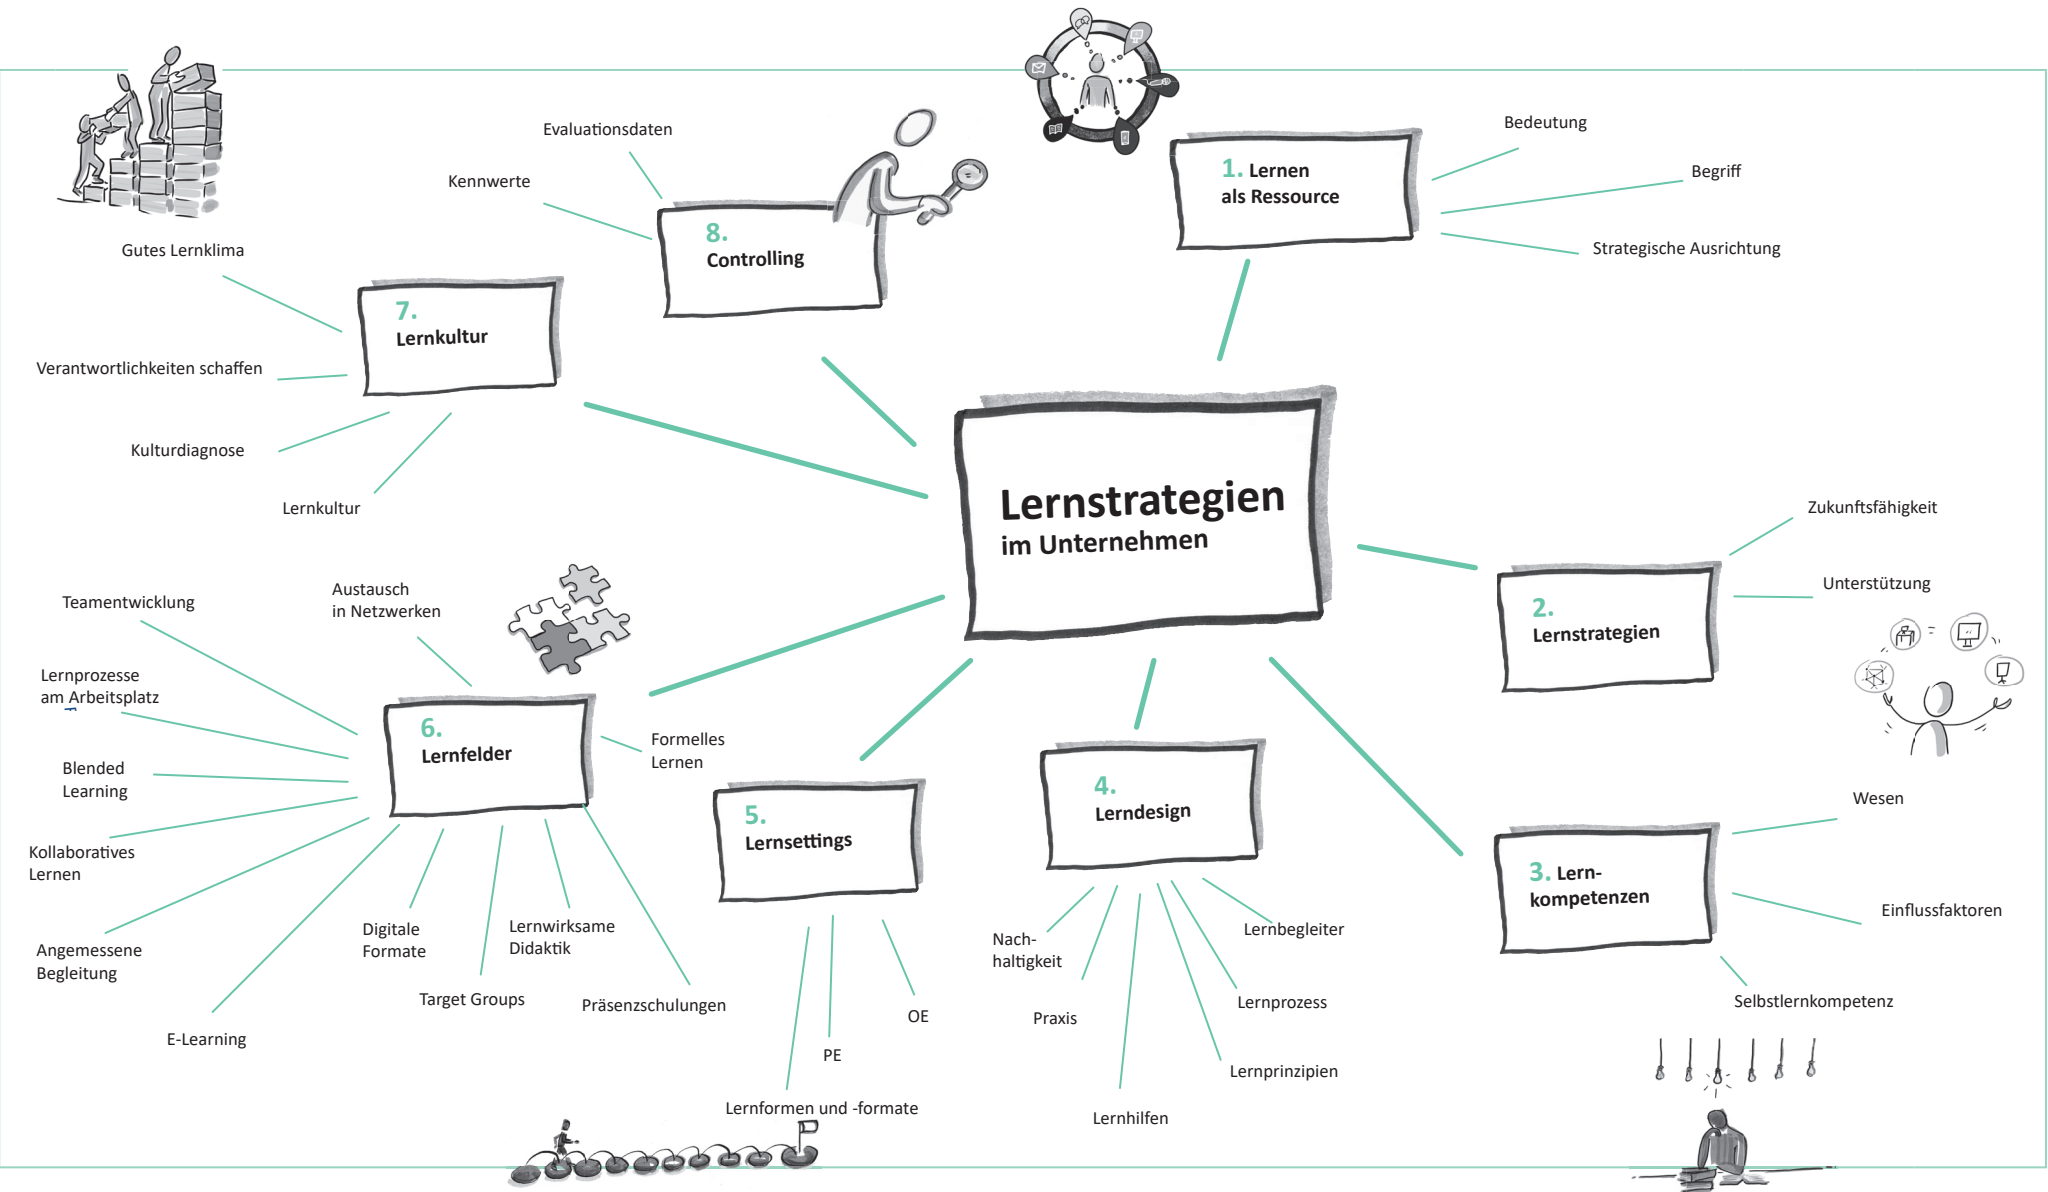 Lernstrategien
im Unternehmen
1. Lernen
als Ressource
Bedeutung
Begriff
Strategische Ausrichtung
2.
Lernstrategien
Zukunftsfähigkeit
Unterstützung
3. Lern-
kompetenzen
Wesen
Einflussfaktoren
Selbstlernkompetenz
4.
Lerndesign
Lernbegleiter
Lernprozess
Lernprinzipien
Lernhilfen
Praxis
Nach-
haltigkeit
5.
Lernsettings
OE
PE
Lernformen und -formate
6.
Lernfelder
Formelles
Lernen
Präsenzschulungen
Lernwirksame
Didaktik
Target Groups
Digitale
Formate
E-Learning
Angemessene
Begleitung
Kollaboratives
Lernen
Blended
Learning
Lernprozesse
am Arbeitsplatz
Teamentwicklung
Austausch
in Netzwerken
7.
Lernkultur
Lernkultur
Kulturdiagnose
Verantwortlichkeiten schaffen
Gutes Lernklima
8.
Controlling
Kennwerte
Evaluationsdaten